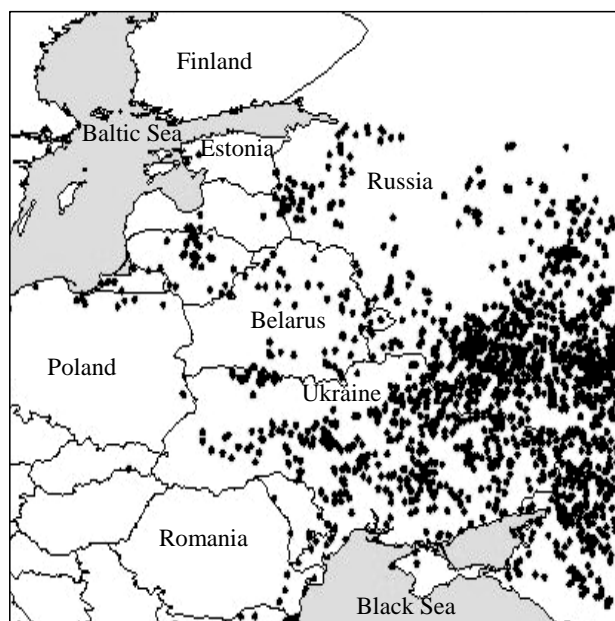 Finland
Baltic Sea
Estonia
Russia
Belarus
Poland
Ukraine
Romania
Black Sea